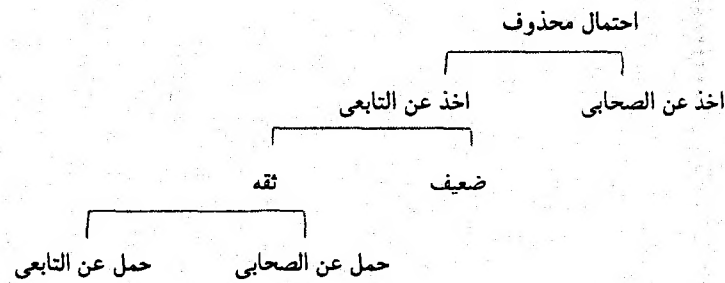 احتمال محذوف
اخذ عن الصحابى اخذ عن التابعى
ضعيف ثقه
حمل عن الصحابى حمل عن التابعى